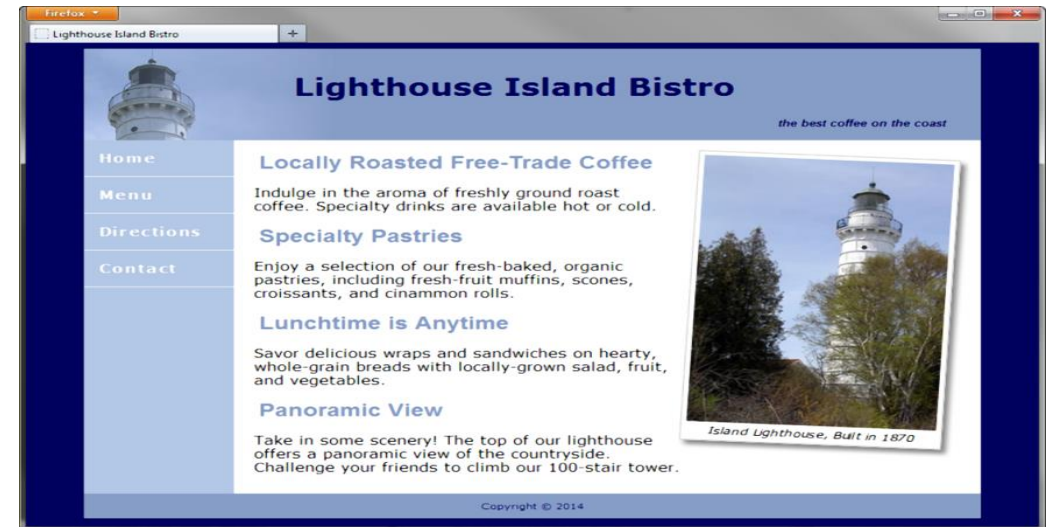 Firefox
Lighthouse Island Bistro
Lighthouse Island Bistro
the best coffee on the coast
Home
Menu
Directions
Contact
Locally Roasted Free-Trade Coffee
Indulge in the aroma of freshly ground roast
coffee. Specialty drinks are available hot or cold.
Specialty Pastries
Enjoy a selection of our fresh-baked, organic
pastries, including fresh-fruit muffins, scones,
croissants, and cinammon rolls.
Lunchtime is Anytime
Savor delicious wraps and sandwiches on hearty,
whole-grain breads with locally-grown salad, fruit,
and vegetables.
Panoramic View
Take in some scenery! The top of our lighthouse
offers a panoramic view of the countryside.
Challenge your friends to climb our 100-stair tower.
Island Lighthouse, Built in 1870
Copyright © 2014